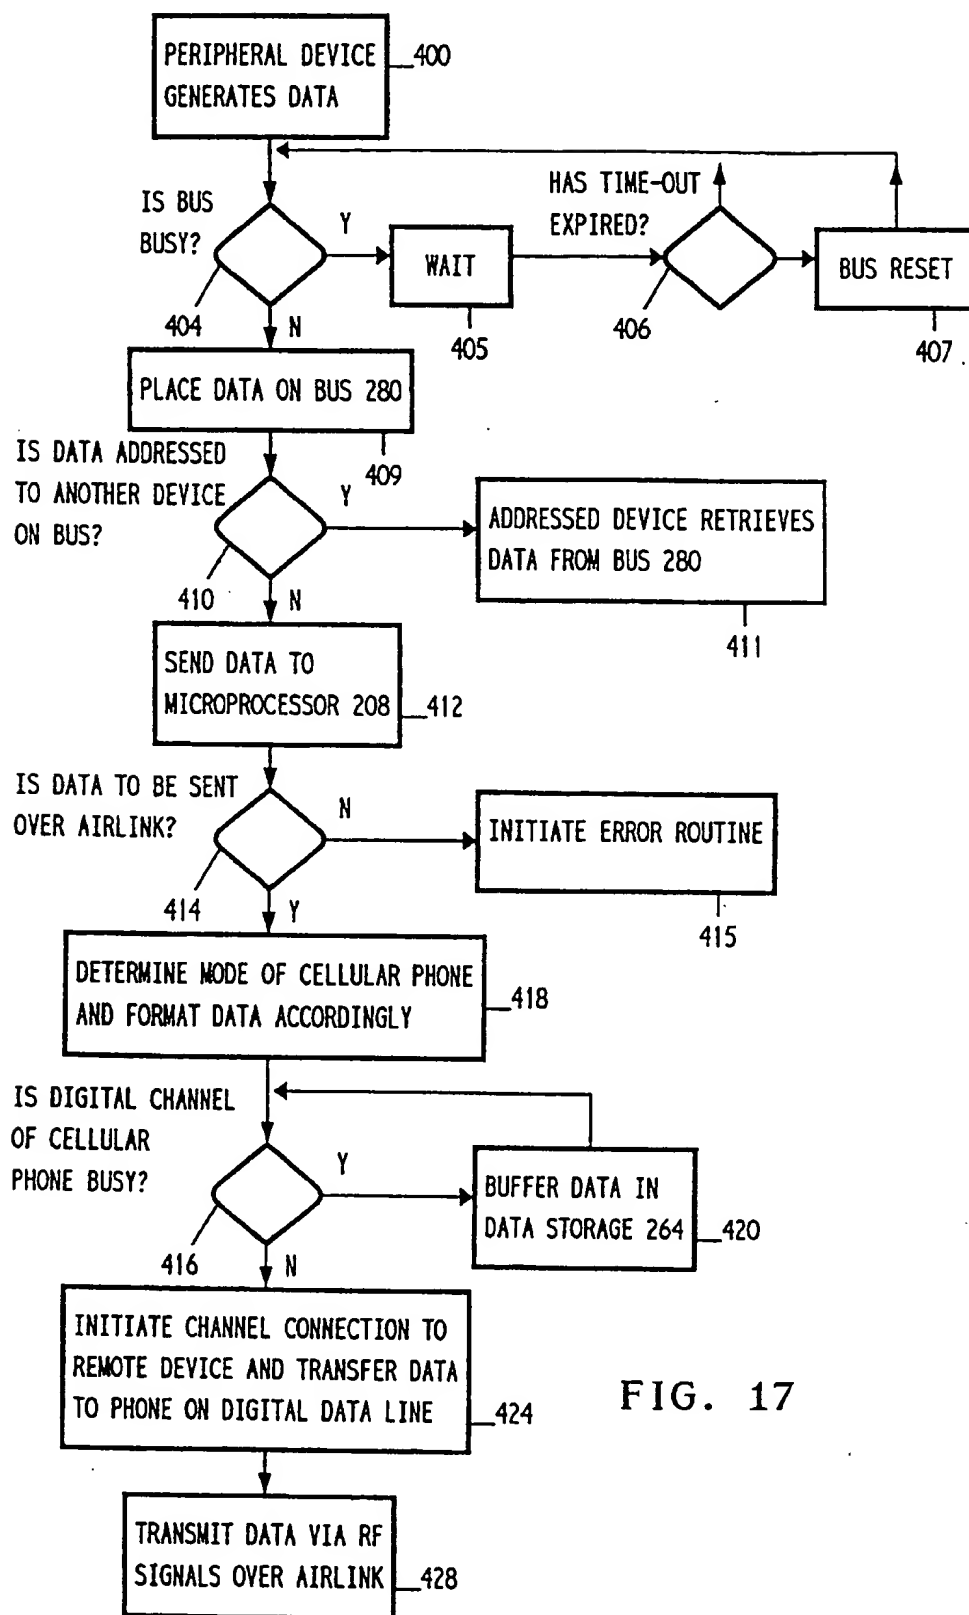 PERIPHERAL DEVICE
GENERATES DATA
400
IS BUS
BUSY?
Y
404
N
WAIT
405
HAS TIME-OUT
EXPIRED?
406
BUS RESET
407
PLACE DATA ON BUS 280
409
IS DATA ADDRESSED
TO ANOTHER DEVICE
ON BUS?
Y
410
N
ADDRESSED DEVICE RETRIEVES
DATA FROM BUS 280
411
SEND DATA TO
MICROPROCESSOR 208
412
IS DATA TO BE SENT
OVER AIRLINK?
N
414
Y
INITIATE ERROR ROUTINE
415
DETERMINE MODE OF CELLULAR PHONE
AND FORMAT DATA ACCORDINGLY
418
IS DIGITAL CHANNEL
OF CELLULAR
PHONE BUSY?
Y
416
N
BUFFER DATA IN
DATA STORAGE 264
420
INITIATE CHANNEL CONNECTION TO
REMOTE DEVICE AND TRANSFER DATA
TO PHONE ON DIGITAL DATA LINE
424
FIG. 17
TRANSMIT DATA VIA RF
SIGNALS OVER AIRLINK
428